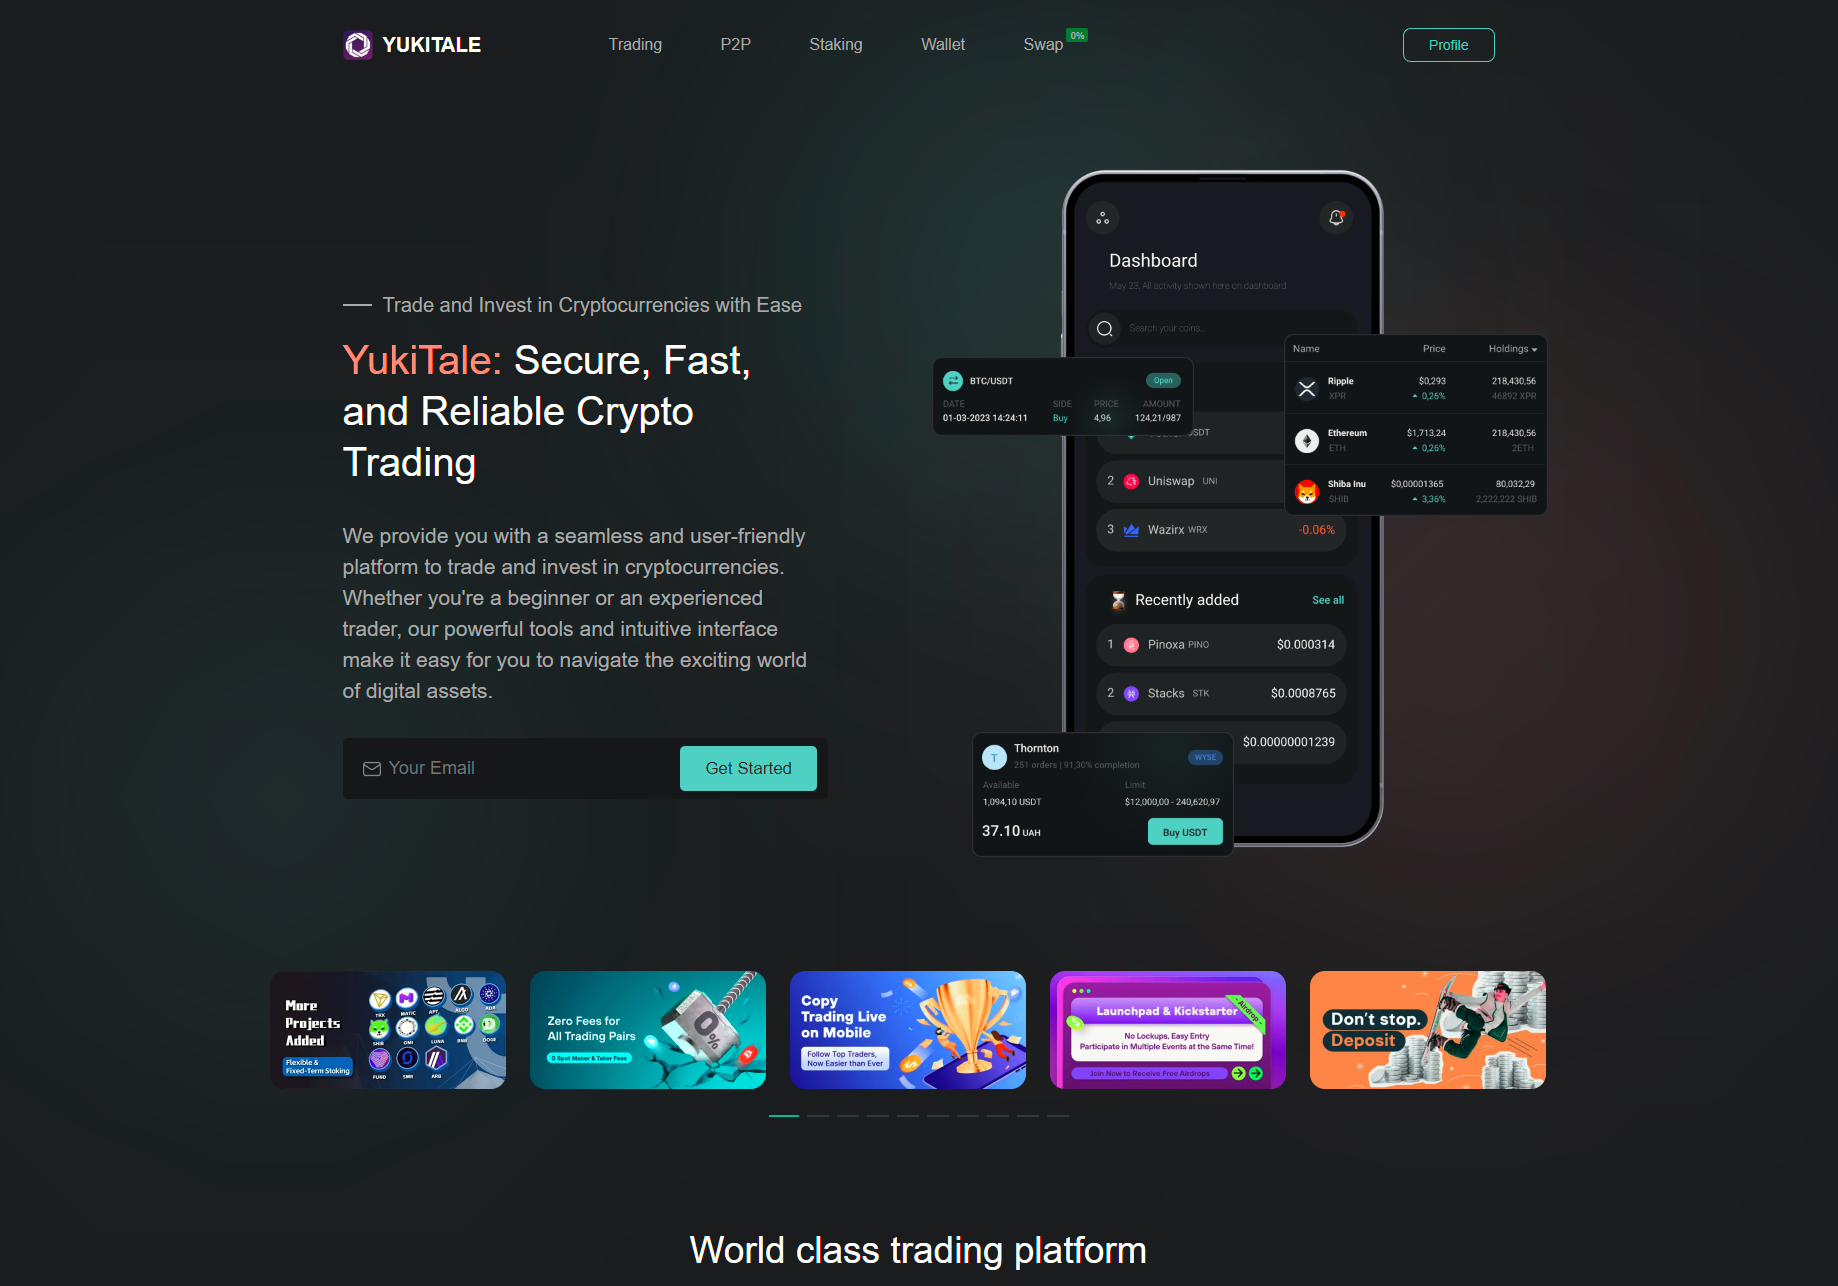 YUKITALE
Trading
P2P
Staking
Wallet
Swap
0%
Profile
Trade and Invest in Cryptocurrencies with Ease
YukiTale: Secure, Fast,
and Reliable Crypto
Trading
We provide you with a seamless and user-friendly
platform to trade and invest in cryptocurrencies.
Whether you're a beginner or an experienced
trader, our powerful tools and intuitive interface
make it easy for you to navigate the exciting world
of digital assets.
Your Email
Get Started
Dashboard
May 23, All activity shown here on dashboard
Search your coins..
BTC/USDT
Open
DATE SIDE PRICE AMOUNT
01-03-2023 14:24:11 Buy 4,96 124,21/987
Name Price Holdings
Ripple $0,293 218,430,56
XPR 0,26% 46892 XPR
Ethereum $1,713,24 218,430,56
ETH 0,26% 2ETH
Shiba Inu $0,00001365 80,032,29
SHIB 3,36% 2,222,222 SHIB
2 Uniswap UNI
3 Wazirx WRX -0.06%
Recently added See all
1 Pinoxa PINO $0.000314
2 Stacks STK $0.0008765
$0.00000001239
T Thornton WYSE
251 orders | 91,30% completion
Available Limit
1,094,10 USDT $12,000,00 - 240,620,97
37.10 UAH Buy USDT
More
Projects
Added
Flexible &
Fixed-Term Staking
TRX MATIC APT ALGO ADA
SHIB OMI LUNA BNB DOGE
FUND SMR ARB
Zero Fees for
All Trading Pairs
0 Spot Maker & Taker Fees
0%
Copy
Trading Live
on Mobile
Follow Top Traders,
Now Easier than Ever
Launchpad & Kickstarter
- Airdrop -
No Lockups, Easy Entry
Participate in Multiple Events at the Same Time!
Join Now to Receive Free Airdrops
Don't stop.
Deposit
World class trading platform